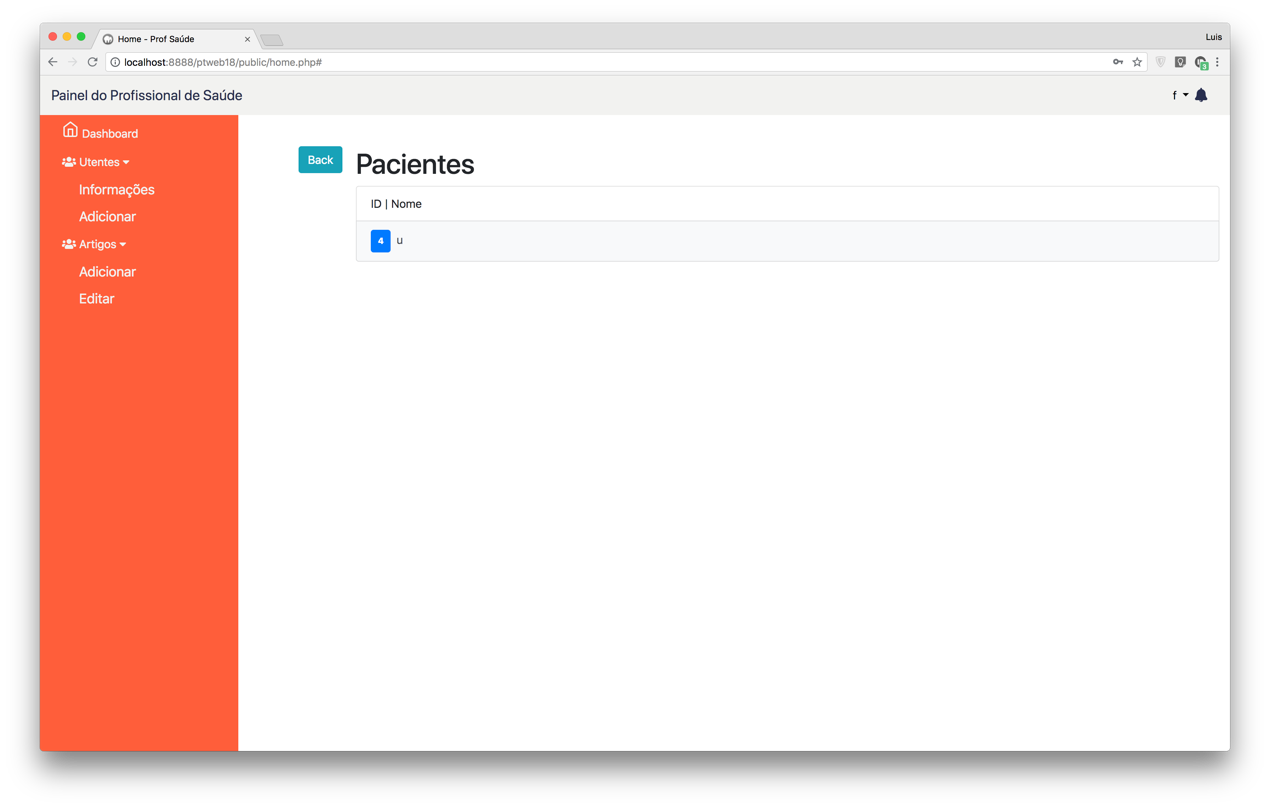 Home - Prof Saúde
Luis
localhost:8888/ptweb18/public/home.php#
3
Painel do Profissional de Saúde
f
Dashboard
Utentes
Informações
Adicionar
Artigos
Adicionar
Editar
Back
Pacientes
ID | Nome
4 u